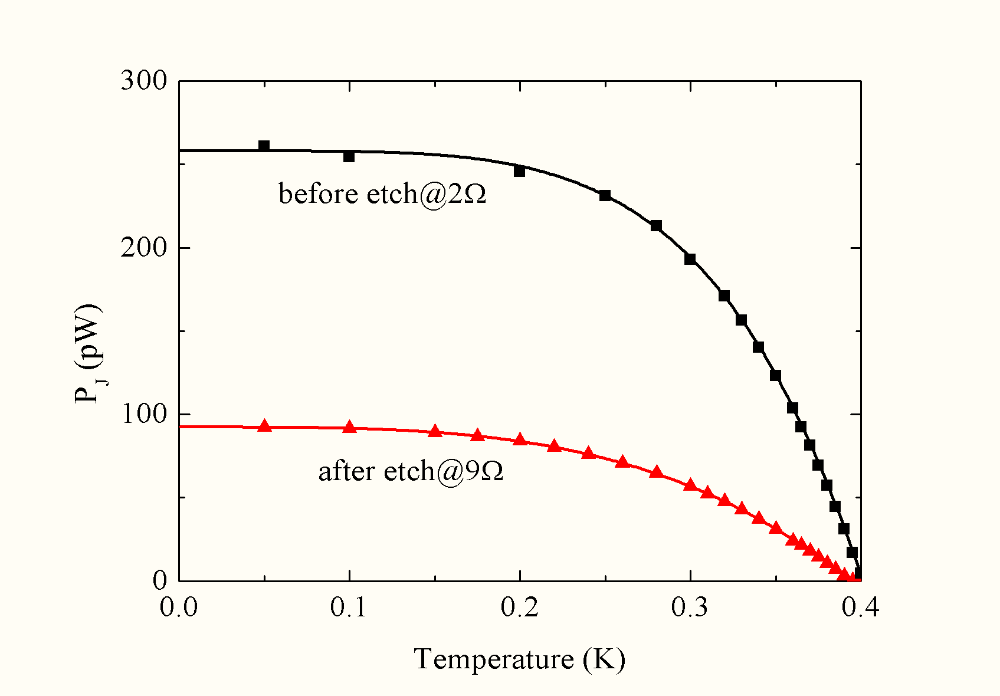 300
200
100
0
P_J (pW)
before etch@2Ω
after etch@9Ω
0.0 0.1 0.2 0.3 0.4
Temperature (K)